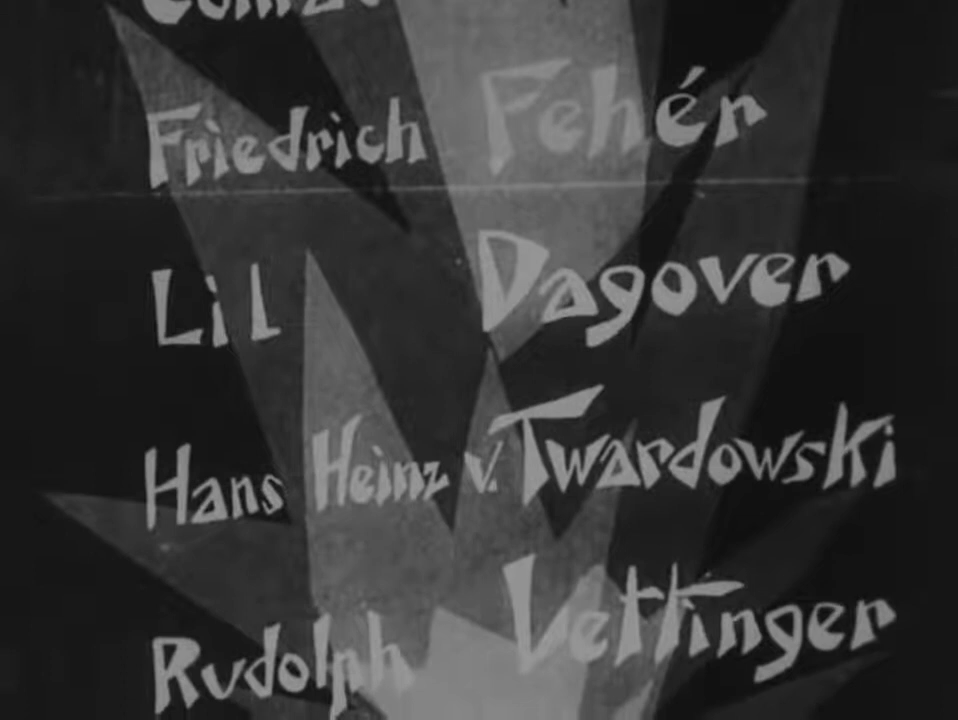 Friedrich Fehér
Lil Dagover
Hans Heinz v. Twardowski
Rudolph Lettinger